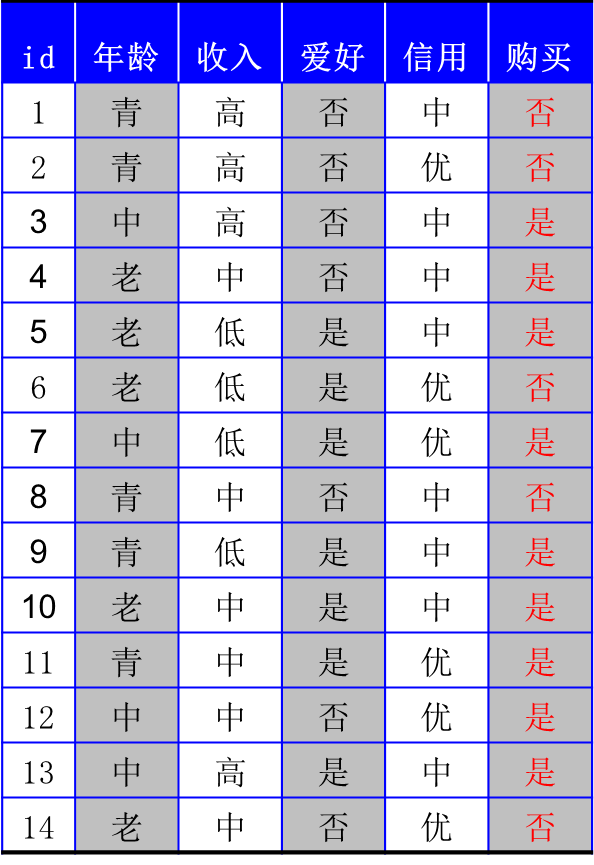 id 年龄 收入 爱好 信用 购买
1 青 高 否 中 否
2 青 高 否 优 否
3 中 高 否 中 是
4 老 中 否 中 是
5 老 低 是 中 是
6 老 低 是 优 否
7 中 低 是 优 是
8 青 中 否 中 否
9 青 低 是 中 是
10 老 中 是 中 是
11 青 中 是 优 是
12 中 中 否 优 是
13 中 高 是 中 是
14 老 中 否 优 否